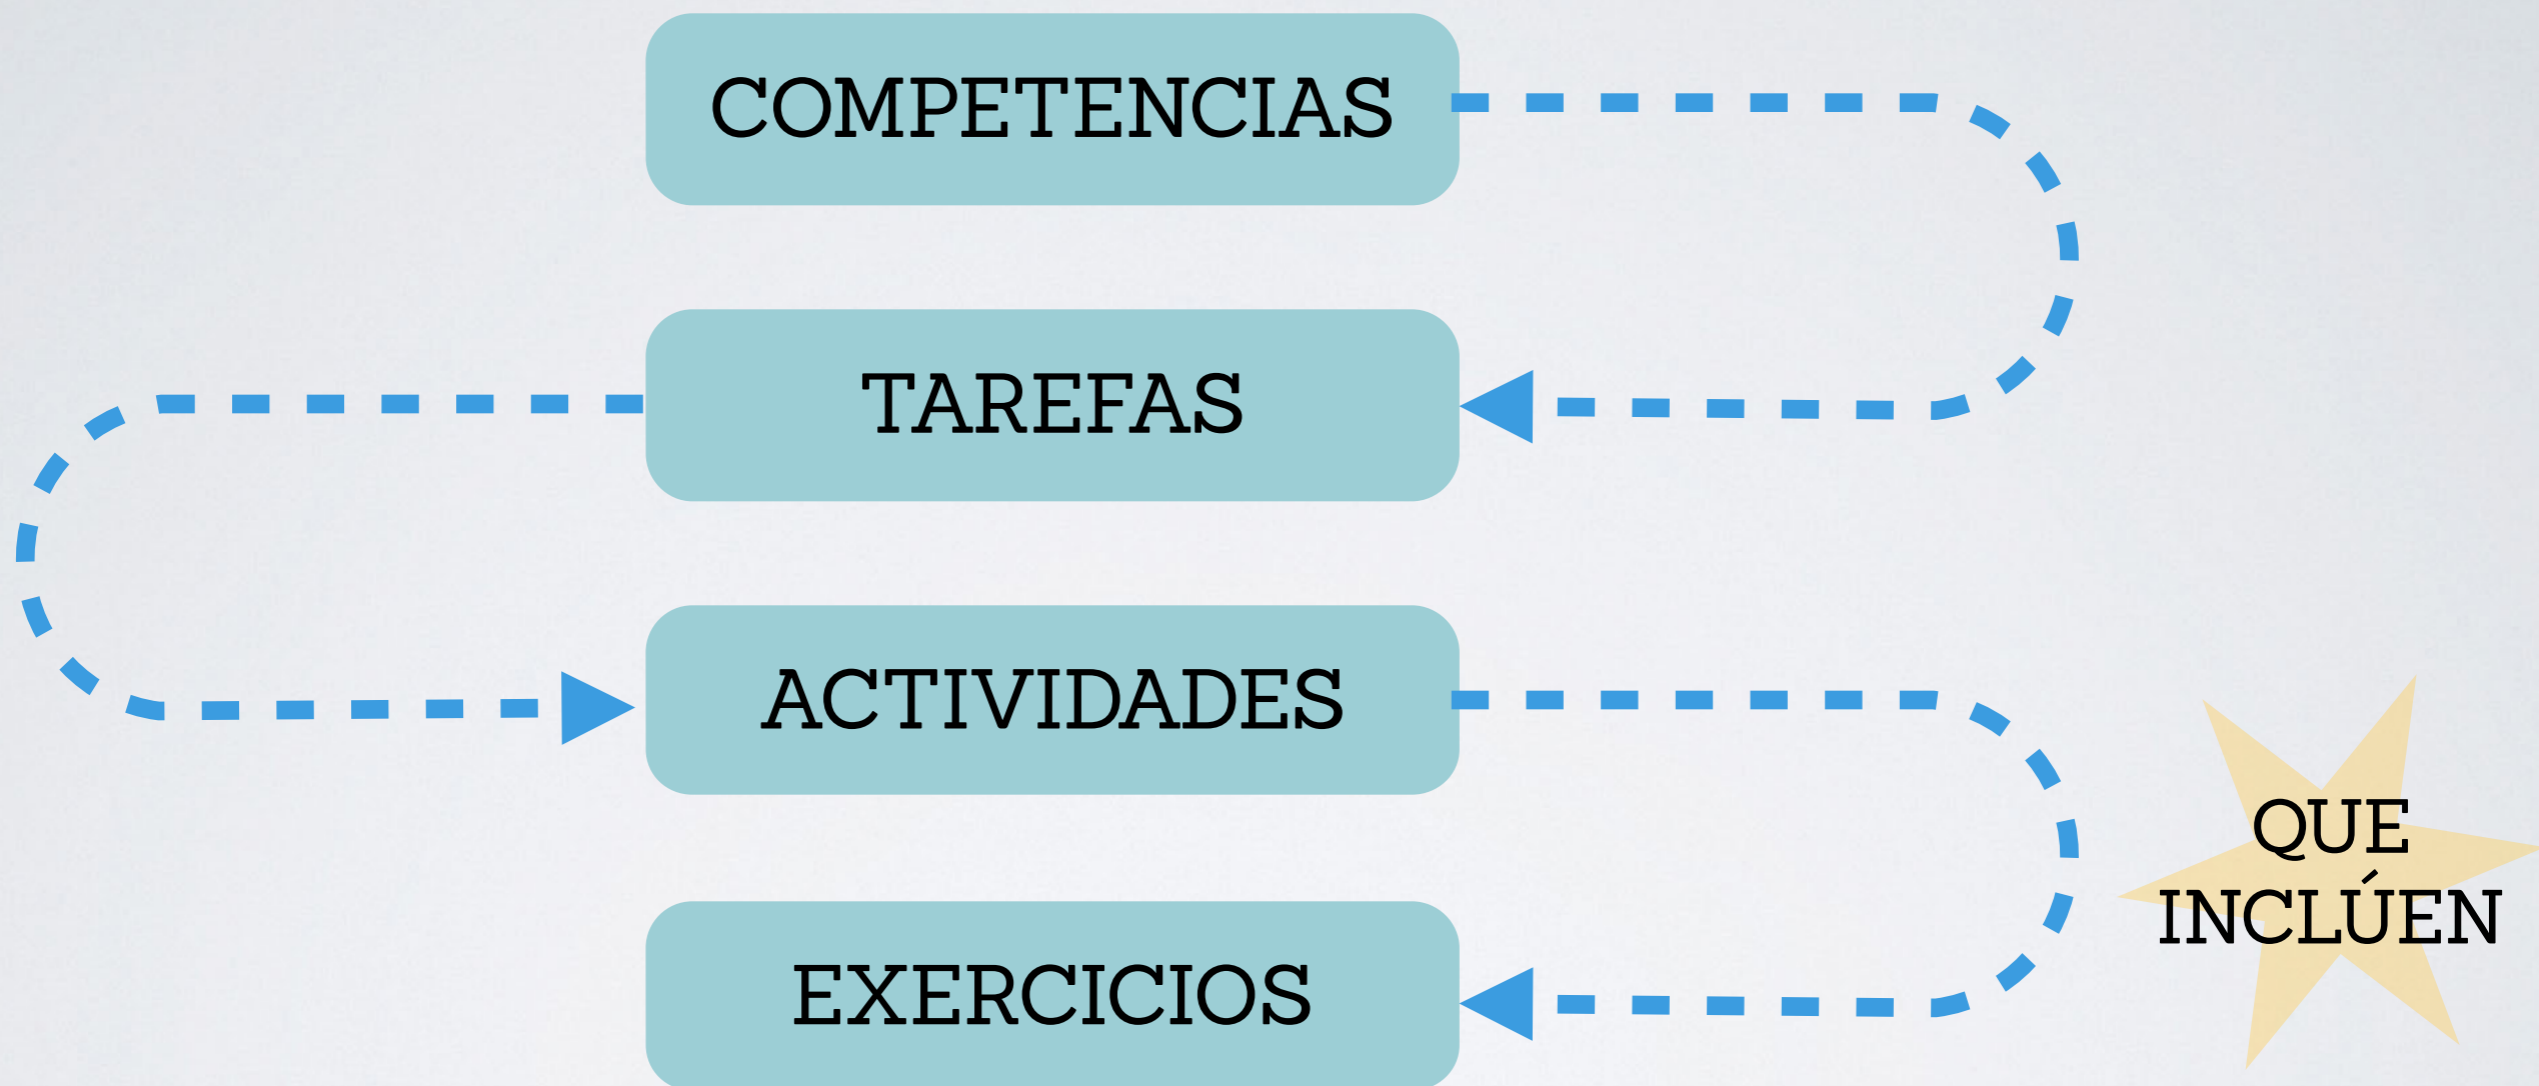 COMPETENCIAS
TAREFAS
ACTIVIDADES
QUE
INCLÚEN
EXERCICIOS